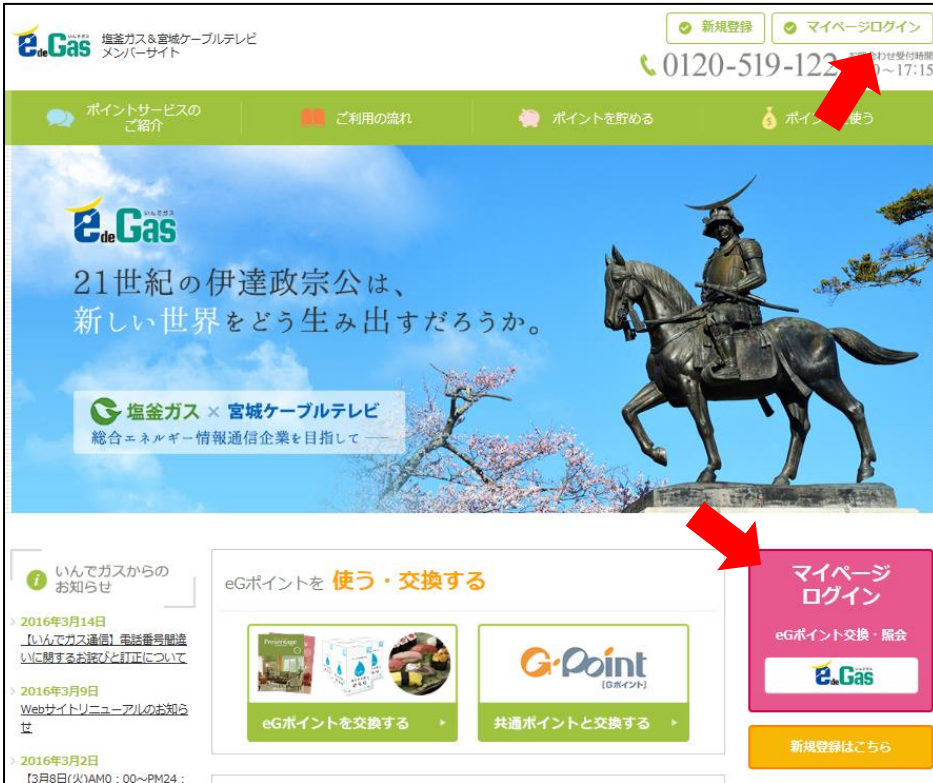 edeGas
塩釜ガス&宮城ケーブルテレビ
メンバーサイト
新規登録
マイページログイン
0120-519-122
~17:15
ポイントサービスの
ご紹介
ご利用の流れ
ポイントを貯める
いんでガス
edeGas
21世紀の伊達政宗公は、
新しい世界をどう生み出すだろうか。
塩釜ガス × 宮城ケーブルテレビ
総合エネルギー情報通信企業を目指して
いんでガスからの
お知らせ
2016年3月14日
【いんでガス通信】電話番号間違
いに関するお詫びと訂正について
2016年3月9日
Webサイトリニューアルのお知ら
せ
2016年3月2日
【3月8日(火)AM0:00~PM24:
eGポイントを 使う・交換する
eGポイントを交換する
G-Point
[Gポイント]
共通ポイントと交換する
マイページ
ログイン
eGポイント交換・照会
edeGas
新規登録はこちら